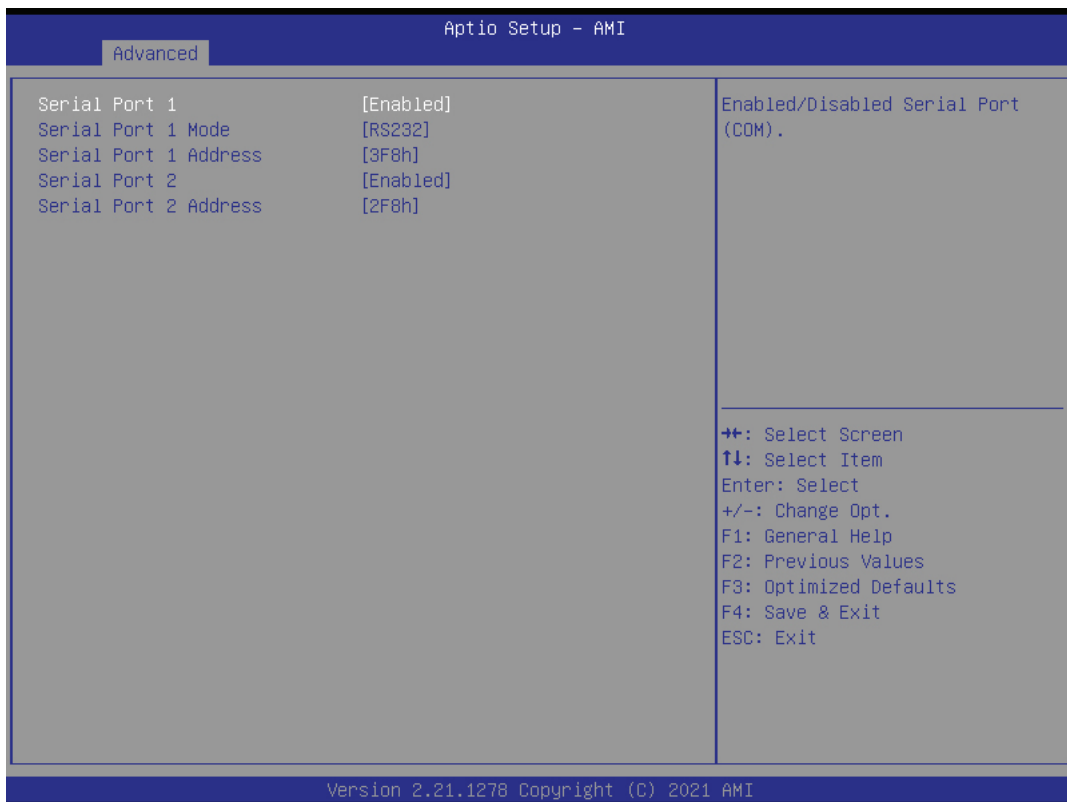 Aptio Setup – AMI
Advanced
Serial Port 1 [Enabled]
Serial Port 1 Mode [RS232]
Serial Port 1 Address [3F8h]
Serial Port 2 [Enabled]
Serial Port 2 Address [2F8h]
Enabled/Disabled Serial Port
(COM).
→←: Select Screen
↑↓: Select Item
Enter: Select
+/-: Change Opt.
F1: General Help
F2: Previous Values
F3: Optimized Defaults
F4: Save & Exit
ESC: Exit
Version 2.21.1278 Copyright (C) 2021 AMI